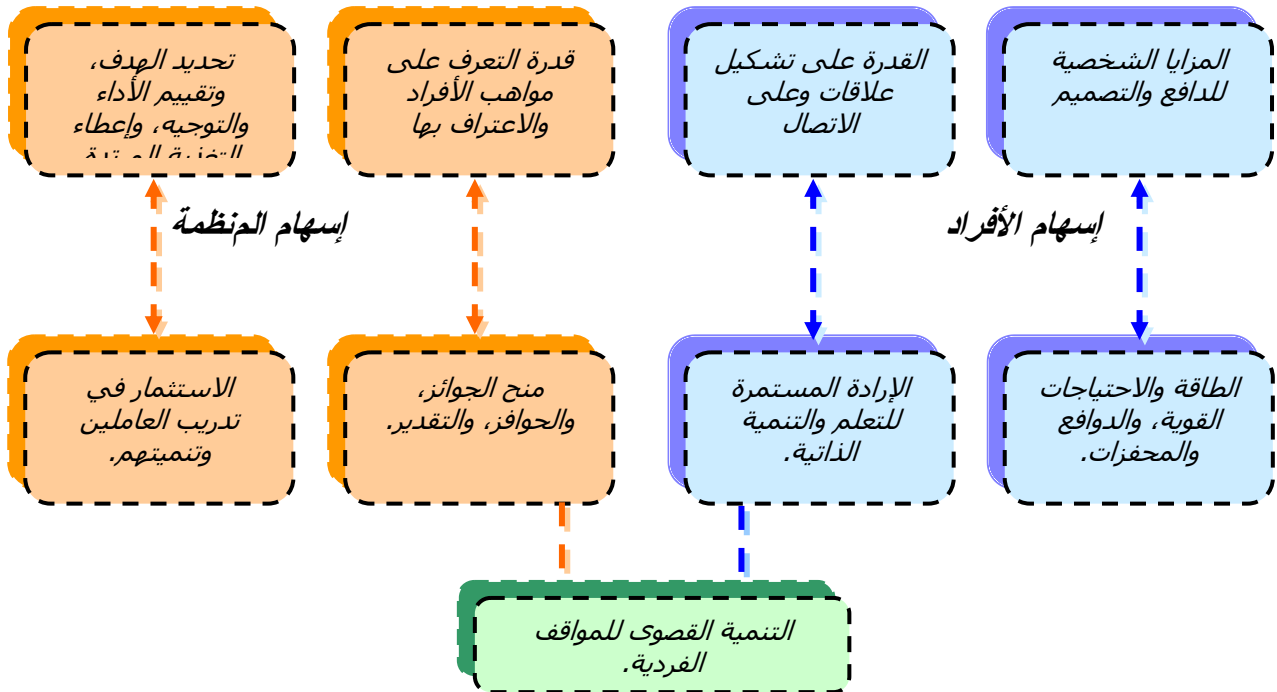 المزايا الشخصية
للدافع والتصميم
القدرة على تشكيل
علاقات وعلى
الاتصال
قدرة التعرف على
مواهب الأفراد
والاعتراف بها
تحديد الهدف،
وتقييم الأداء
والتوجيه، وإعطاء
إسهام الأفراد
إسهام المنظمة
الطاقة والاحتياجات
القوية، والدوافع
والمحفزات.
الإرادة المستمرة
للتعلم والتنمية
الذاتية.
منح الجوائز،
والحوافز، والتقدير.
الاستثمار في
تدريب العاملين
وتنميتهم.
التنمية القصوى للمواقف
الفردية.